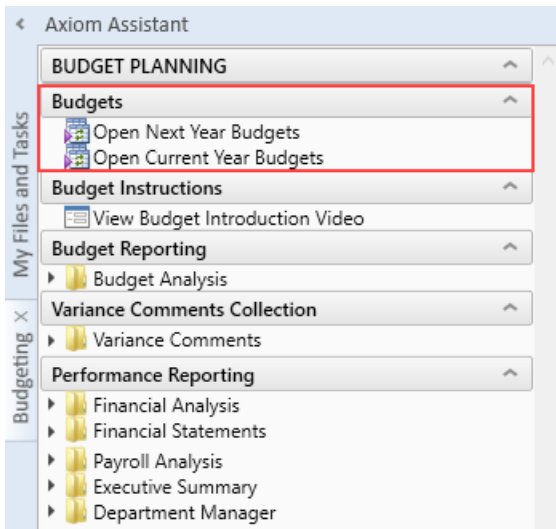 Axiom Assistant
BUDGET PLANNING
Budgets
Open Next Year Budgets
Open Current Year Budgets
Budget Instructions
View Budget Introduction Video
Budget Reporting
Budget Analysis
Variance Comments Collection
Variance Comments
Performance Reporting
Financial Analysis
Financial Statements
Payroll Analysis
Executive Summary
Department Manager
My Files and Tasks
Budgeting